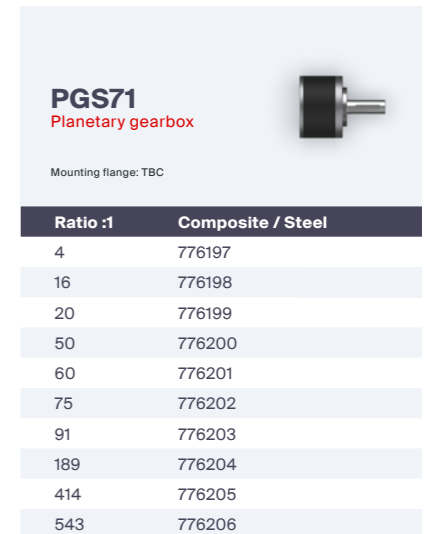 PGS71
Planetary gearbox
Mounting flange: TBC
Ratio :1 Composite / Steel
4 776197
16 776198
20 776199
50 776200
60 776201
75 776202
91 776203
189 776204
414 776205
543 776206